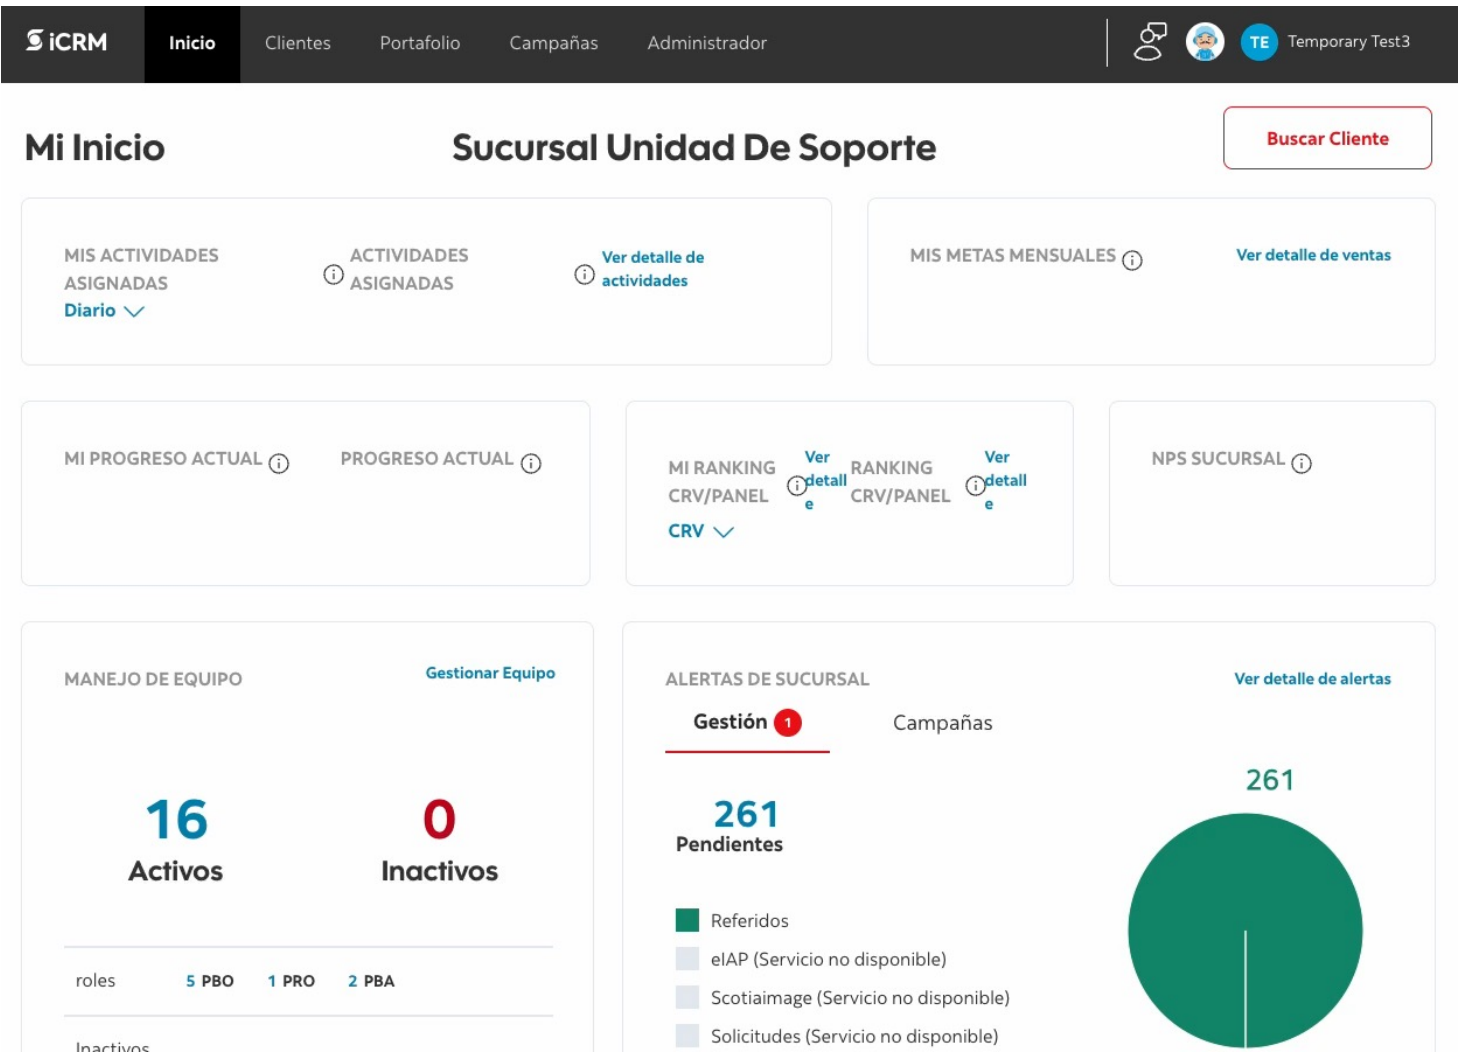 iCRM
Inicio
Clientes
Portafolio
Campañas
Administrador
TE
Temporary Test3
Mi Inicio
Sucursal Unidad De Soporte
Buscar Cliente
MIS ACTIVIDADES
ASIGNADAS
Diario
ACTIVIDADES
ASIGNADAS
Ver detalle de
actividades
MIS METAS MENSUALES
Ver detalle de ventas
MI PROGRESO ACTUAL
PROGRESO ACTUAL
MI RANKING
CRV/PANEL
CRV
Ver
detall
e
RANKING
CRV/PANEL
Ver
detall
e
NPS SUCURSAL
MANEJO DE EQUIPO
Gestionar Equipo
16
Activos
0
Inactivos
roles
5 PBO
1 PRO
2 PBA
Inactivos
ALERTAS DE SUCURSAL
Ver detalle de alertas
Gestión 1
Campañas
261
Pendientes
261
Referidos
eIAP (Servicio no disponible)
Scotiaimage (Servicio no disponible)
Solicitudes (Servicio no disponible)